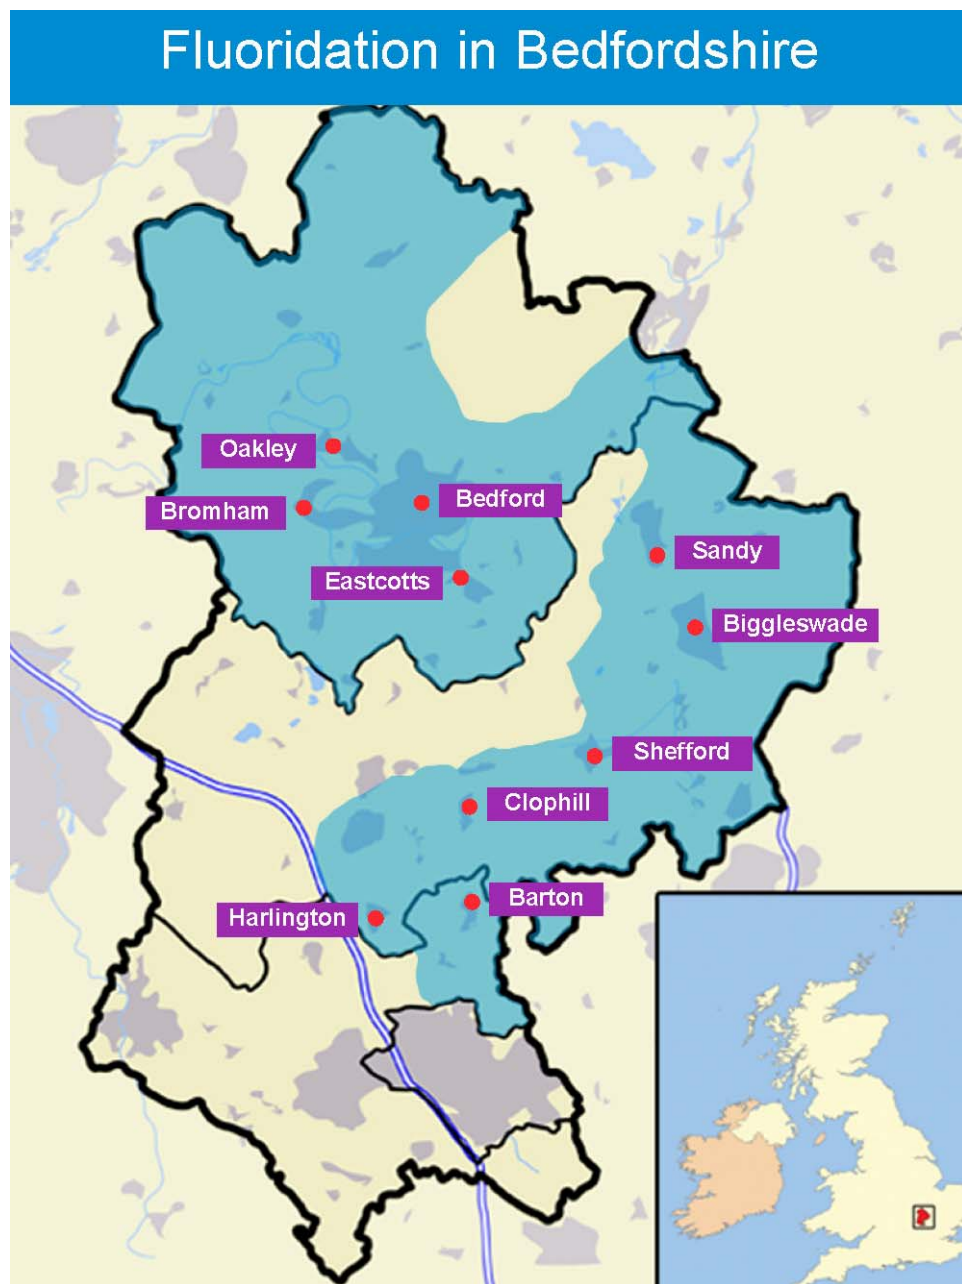 Fluoridation in Bedfordshire
Oakley
Bedford
Bromham
Sandy
Eastcotts
Biggleswade
Shefford
Clophill
Barton
Harlington